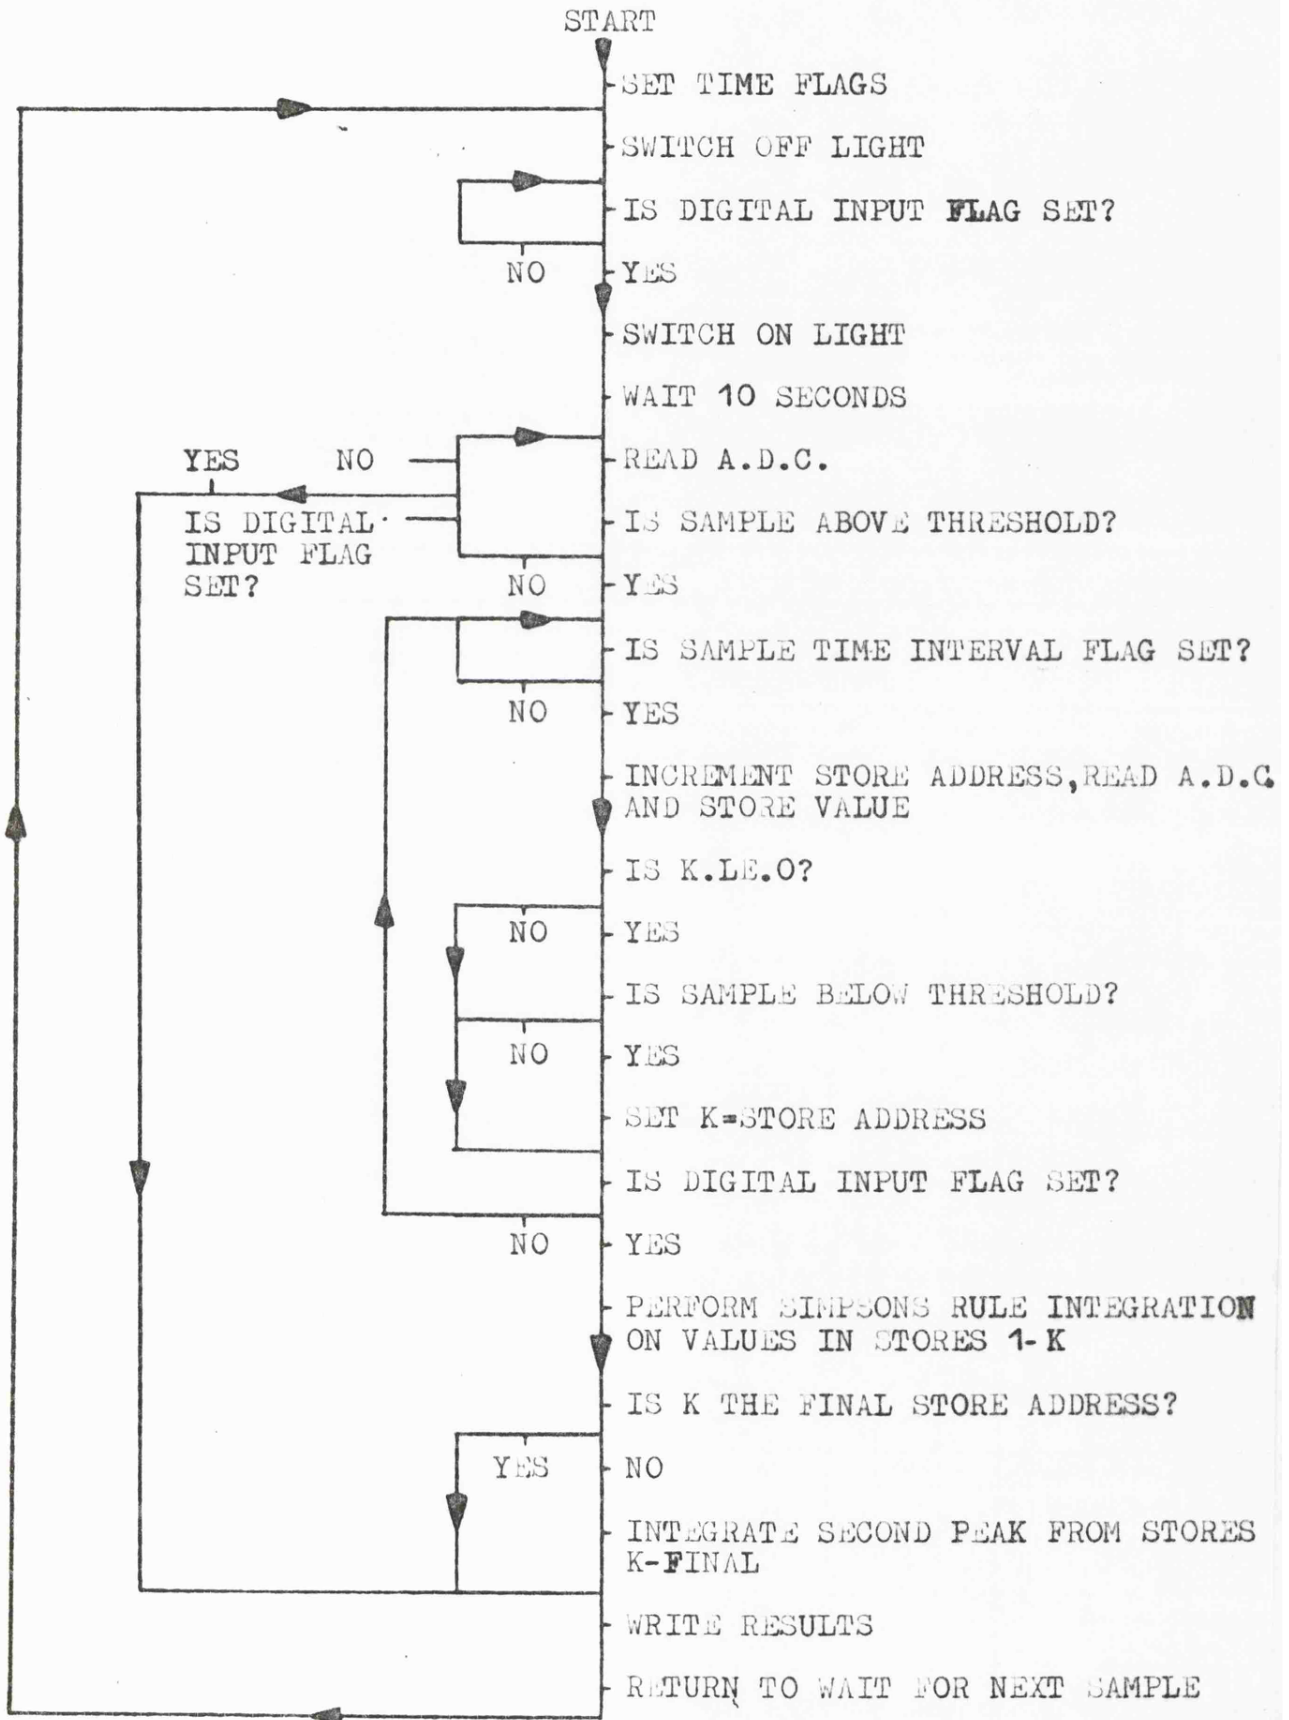 START
SET TIME FLAGS
SWITCH OFF LIGHT
IS DIGITAL INPUT FLAG SET?
NO
YES
SWITCH ON LIGHT
WAIT 10 SECONDS
YES
NO
READ A.D.C.
IS DIGITAL
INPUT FLAG
SET?
IS SAMPLE ABOVE THRESHOLD?
NO
YES
IS SAMPLE TIME INTERVAL FLAG SET?
NO
YES
INCREMENT STORE ADDRESS,READ A.D.C.
AND STORE VALUE
IS K.LE.O?
NO
YES
IS SAMPLE BELOW THRESHOLD?
NO
YES
SET K=STORE ADDRESS
IS DIGITAL INPUT FLAG SET?
NO
YES
PERFORM SIMPSONS RULE INTEGRATION
ON VALUES IN STORES 1-K
IS K THE FINAL STORE ADDRESS?
YES
NO
INTEGRATE SECOND PEAK FROM STORES
K-FINAL
WRITE RESULTS
RETURN TO WAIT FOR NEXT SAMPLE